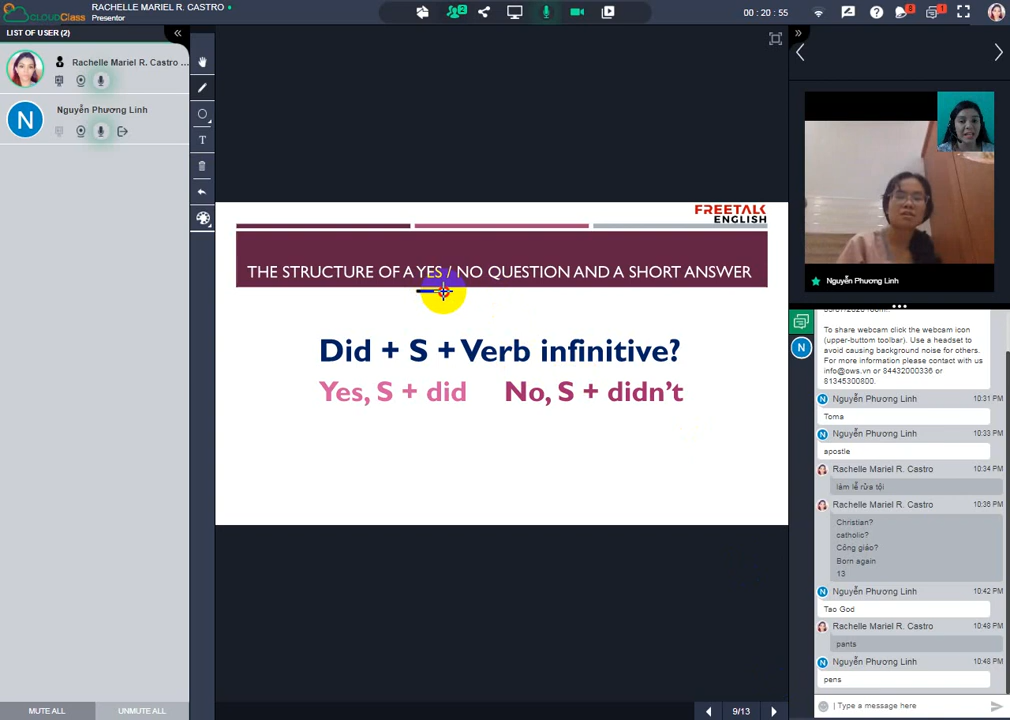 CLOUDClass
RACHELLE MARIEL R. CASTRO
Presentor
2
00 : 20 : 55
8
1
LIST OF USER (2)
Rachelle Mariel R. Castro ...
N
Nguyễn Phương Linh
FREETALK
ENGLISH
THE STRUCTURE OF A YES / NO QUESTION AND A SHORT ANSWER
Did + S + Verb infinitive?
Yes, S + did No, S + didn't
Nguyễn Phương Linh
To share webcam click the webcam icon
(upper-buttom toolbar). Use a headset to
avoid causing background noise for others.
For more information please contact with us
info@ows.vn or 84432000336 or
81345300800.
Nguyễn Phương Linh 10:31 PM
Toma
Nguyễn Phương Linh 10:33 PM
apostle
Rachelle Mariel R. Castro 10:34 PM
làm lễ rửa tội
Rachelle Mariel R. Castro 10:36 PM
Christian?
catholic?
Công giáo?
Born again
13
Nguyễn Phương Linh 10:42 PM
Tao God
Rachelle Mariel R. Castro 10:48 PM
pants
Nguyễn Phương Linh 10:48 PM
pens
Type a message here
MUTE ALL
UNMUTE ALL
9/13